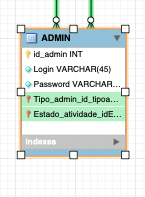 ADMIN
id_admin INT
Login VARCHAR(45)
Password VARCHAR...
Tipo_admin_id_tipoa...
Estado_atividade_idE...
Indexes